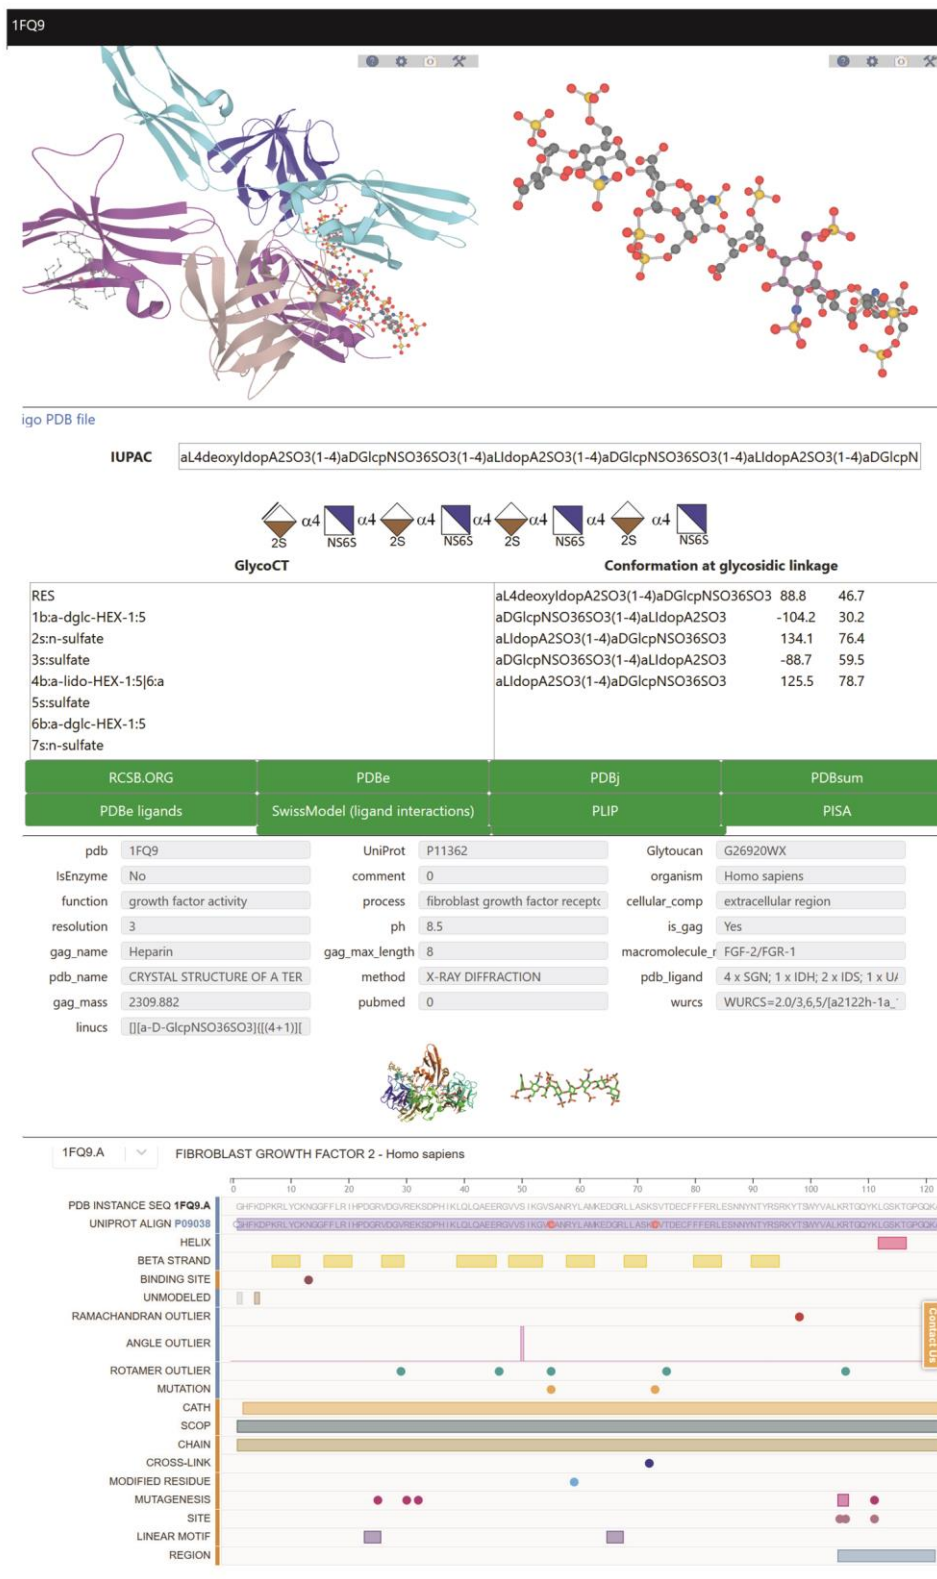 1FQ9
igo PDB file
IUPAC aL4deoxyIdopA2SO3(1-4)aDGlcpNSO36SO3(1-4)aLIdopA2SO3(1-4)aDGlcpNSO36SO3(1-4)aLIdopA2SO3(1-4)aDGlcpN
α4 α4 α4 α4 α4 α4 α4
2S NS6S 2S NS6S 2S NS6S 2S NS6S
GlycoCT Conformation at glycosidic linkage
RES aL4deoxyIdopA2SO3(1-4)aDGlcpNSO36SO3 88.8 46.7
1b:a-dglc-HEX-1:5 aDGlcpNSO36SO3(1-4)aLIdopA2SO3 -104.2 30.2
2s:n-sulfate aLIdopA2SO3(1-4)aDGlcpNSO36SO3 134.1 76.4
3s:sulfate aDGlcpNSO36SO3(1-4)aLIdopA2SO3 -88.7 59.5
4b:a-lido-HEX-1:5|6:a aLIdopA2SO3(1-4)aDGlcpNSO36SO3 125.5 78.7
5s:sulfate
6b:a-dglc-HEX-1:5
7s:n-sulfate
RCSB.ORG PDBe PDBj PDBsum
PDBe ligands SwissModel (ligand interactions) PLIP PISA
pdb 1FQ9 UniProt P11362 Glytoucan G26920WX
IsEnzyme No comment 0 organism Homo sapiens
function growth factor activity process fibroblast growth factor recepto cellular_comp extracellular region
resolution 3 ph 8.5 is_gag Yes
gag_name Heparin gag_max_length 8 macromolecule_r FGF-2/FGR-1
pdb_name CRYSTAL STRUCTURE OF A TER method X-RAY DIFFRACTION pdb_ligand 4 x SGN; 1 x IDH; 2 x IDS; 1 x U
gag_mass 2309.882 pubmed 0 wurcs WURCS=2.0/3,6,5/[a2122h-1a_
linucs [][a-D-GlcpNSO36SO3]{[(4+1)][
1FQ9.A FIBROBLAST GROWTH FACTOR 2 - Homo sapiens
0 10 20 30 40 50 60 70 80 90 100 110 120
PDB INSTANCE SEQ 1FQ9.A
UNIPROT ALIGN P09038
HELIX
BETA STRAND
BINDING SITE
UNMODELED
RAMACHANDRAN OUTLIER
Contact Us
ANGLE OUTLIER
ROTAMER OUTLIER
MUTATION
CATH
SCOP
CHAIN
CROSS-LINK
MODIFIED RESIDUE
MUTAGENESIS
SITE
LINEAR MOTIF
REGION